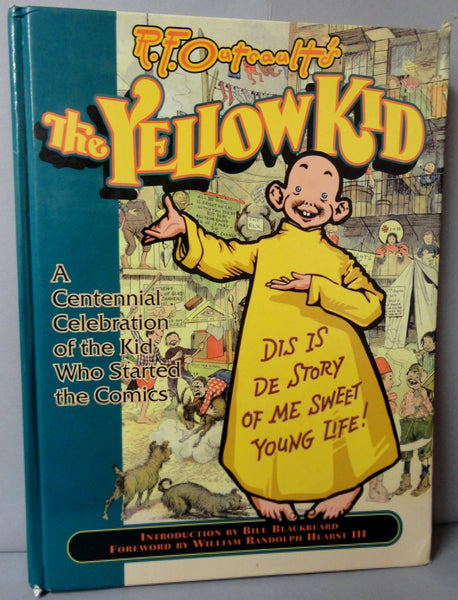 R.F. Outcault's
The YELLOW KID
A
Centennial
Celebration
of the Kid
Who Started
the Comics
DIS IS
DE STORY
OF ME SWEET
YOUNG LIFE!
INTRODUCTION BY BILL BLACKBEARD
FOREWORD BY WILLIAM RANDOLPH HEARST III